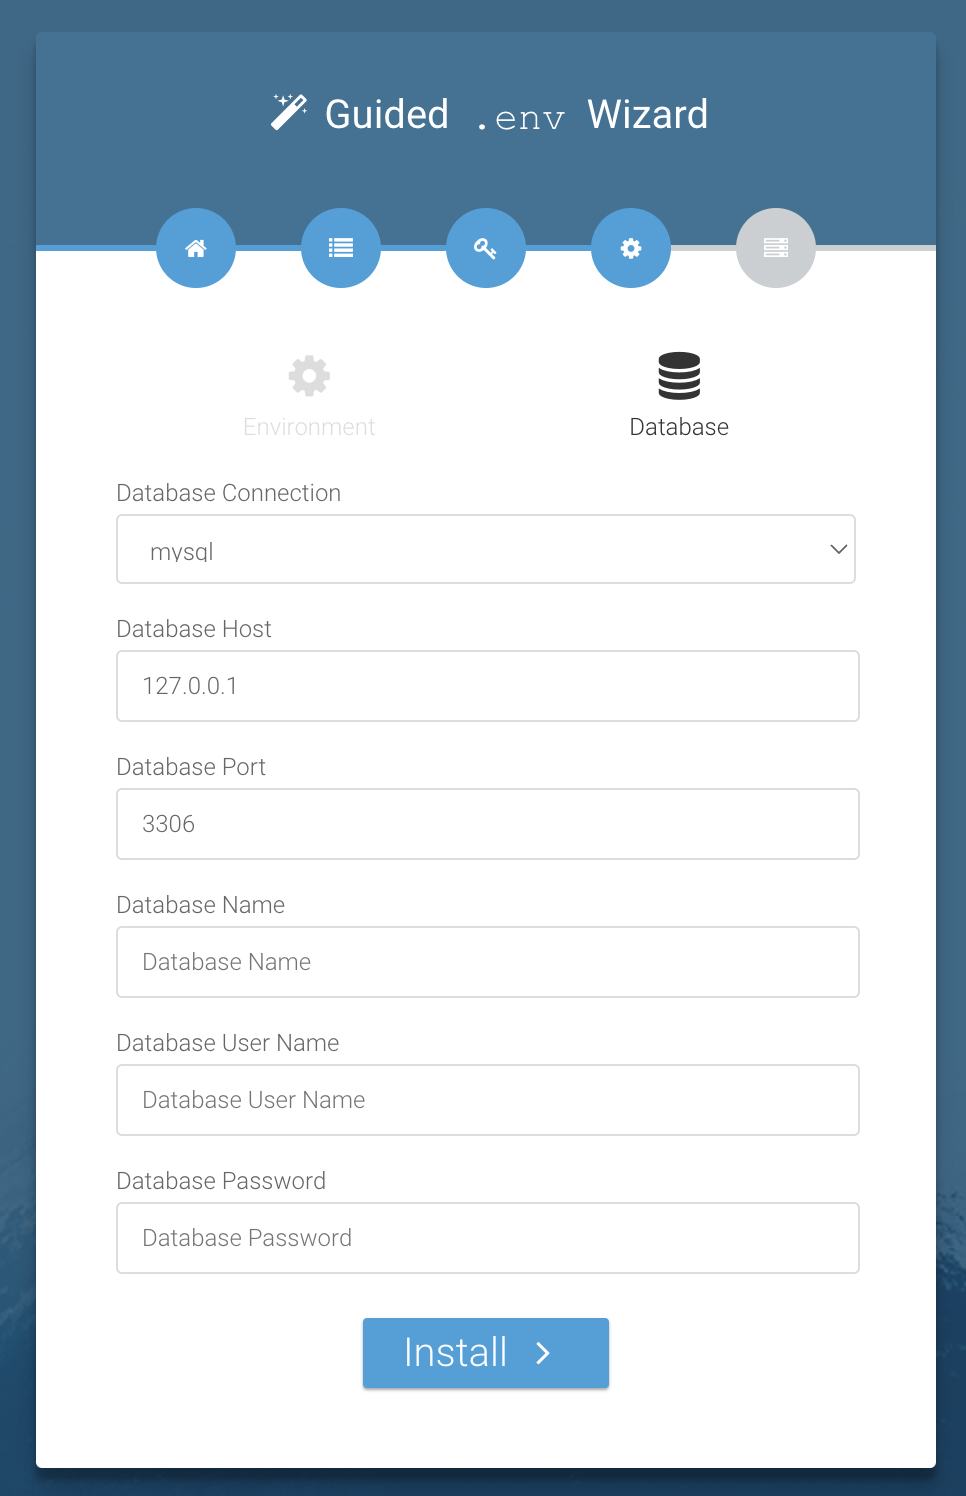 Guided .env Wizard
Environment
Database
Database Connection
mysql
Database Host
127.0.0.1
Database Port
3306
Database Name
Database Name
Database User Name
Database User Name
Database Password
Database Password
Install